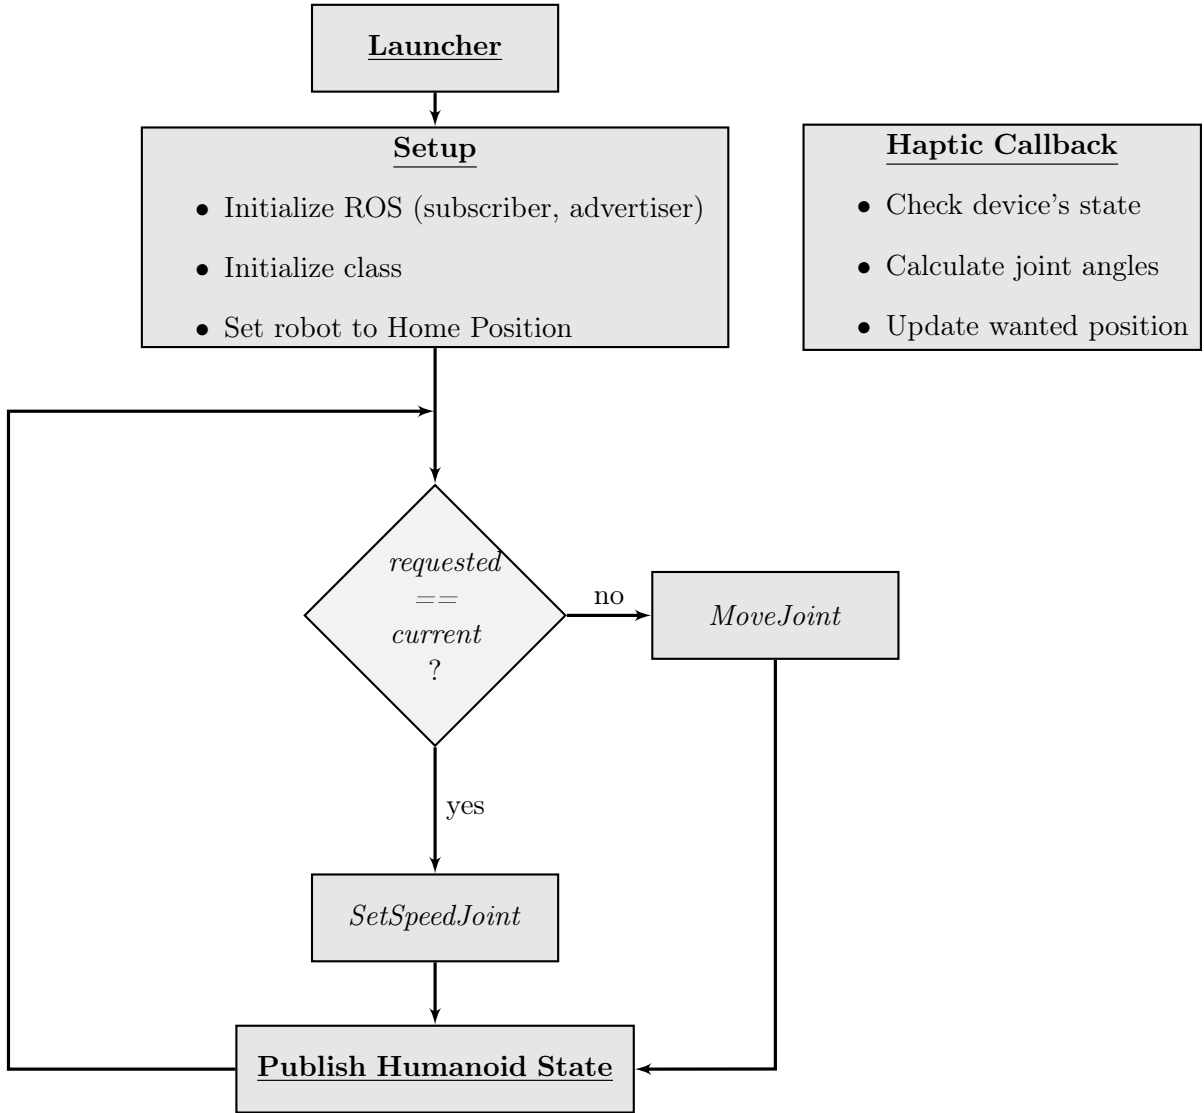 Launcher
Setup
• Initialize ROS (subscriber, advertiser)
• Initialize class
• Set robot to Home Position
Haptic Callback
• Check device's state
• Calculate joint angles
• Update wanted position
requested
==
current
?
no
MoveJoint
yes
SetSpeedJoint
Publish Humanoid State